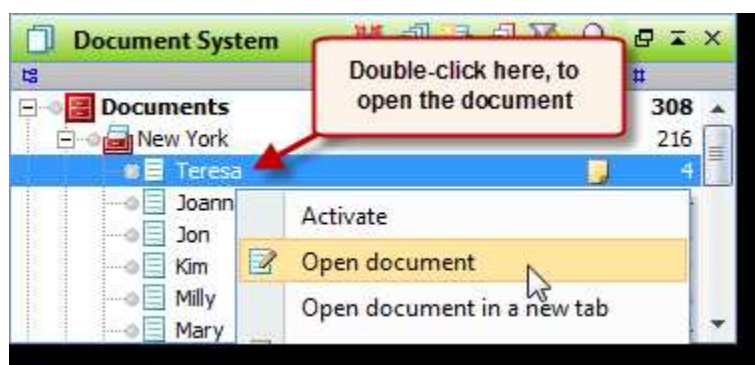 Document System
Double-click here, to
open the document
#
Documents 308
New York 216
Teresa 4
Joann
Jon
Kim
Milly
Mary
Activate
Open document
Open document in a new tab